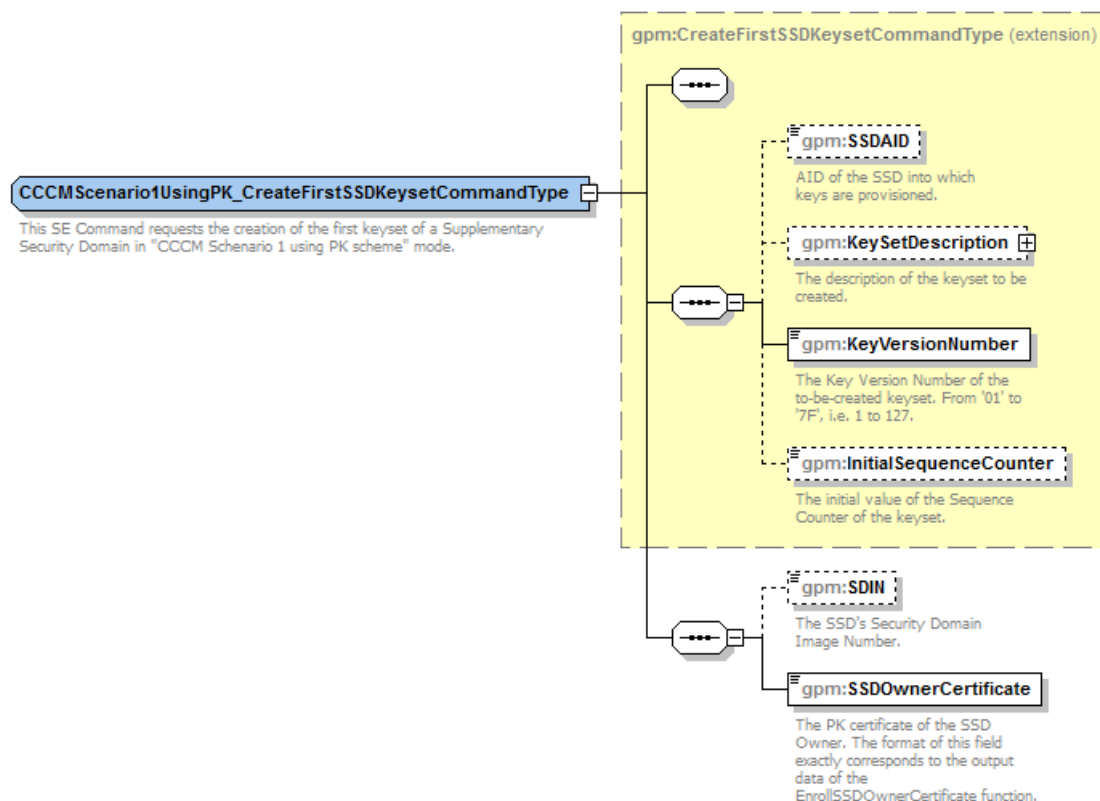 gpm:CreateFirstSSDKeysetCommandType (extension)
gpm:SSDAID
AID of the SSD into which
keys are provisioned.
CCCMScenario1UsingPK_CreateFirstSSDKeysetCommandType
This SE Command requests the creation of the first keyset of a Supplementary
Security Domain in "CCCM Schenario 1 using PK scheme" mode.
gpm:KeySetDescription
The description of the keyset to be
created.
gpm:KeyVersionNumber
The Key Version Number of the
to-be-created keyset. From '01' to
'7F', i.e. 1 to 127.
gpm:InitialSequenceCounter
The initial value of the Sequence
Counter of the keyset.
gpm:SDIN
The SSD's Security Domain
Image Number.
gpm:SSDOwnerCertificate
The PK certificate of the SSD
Owner. The format of this field
exactly corresponds to the output
data of the
EnrollSSDOwnerCertificate function.